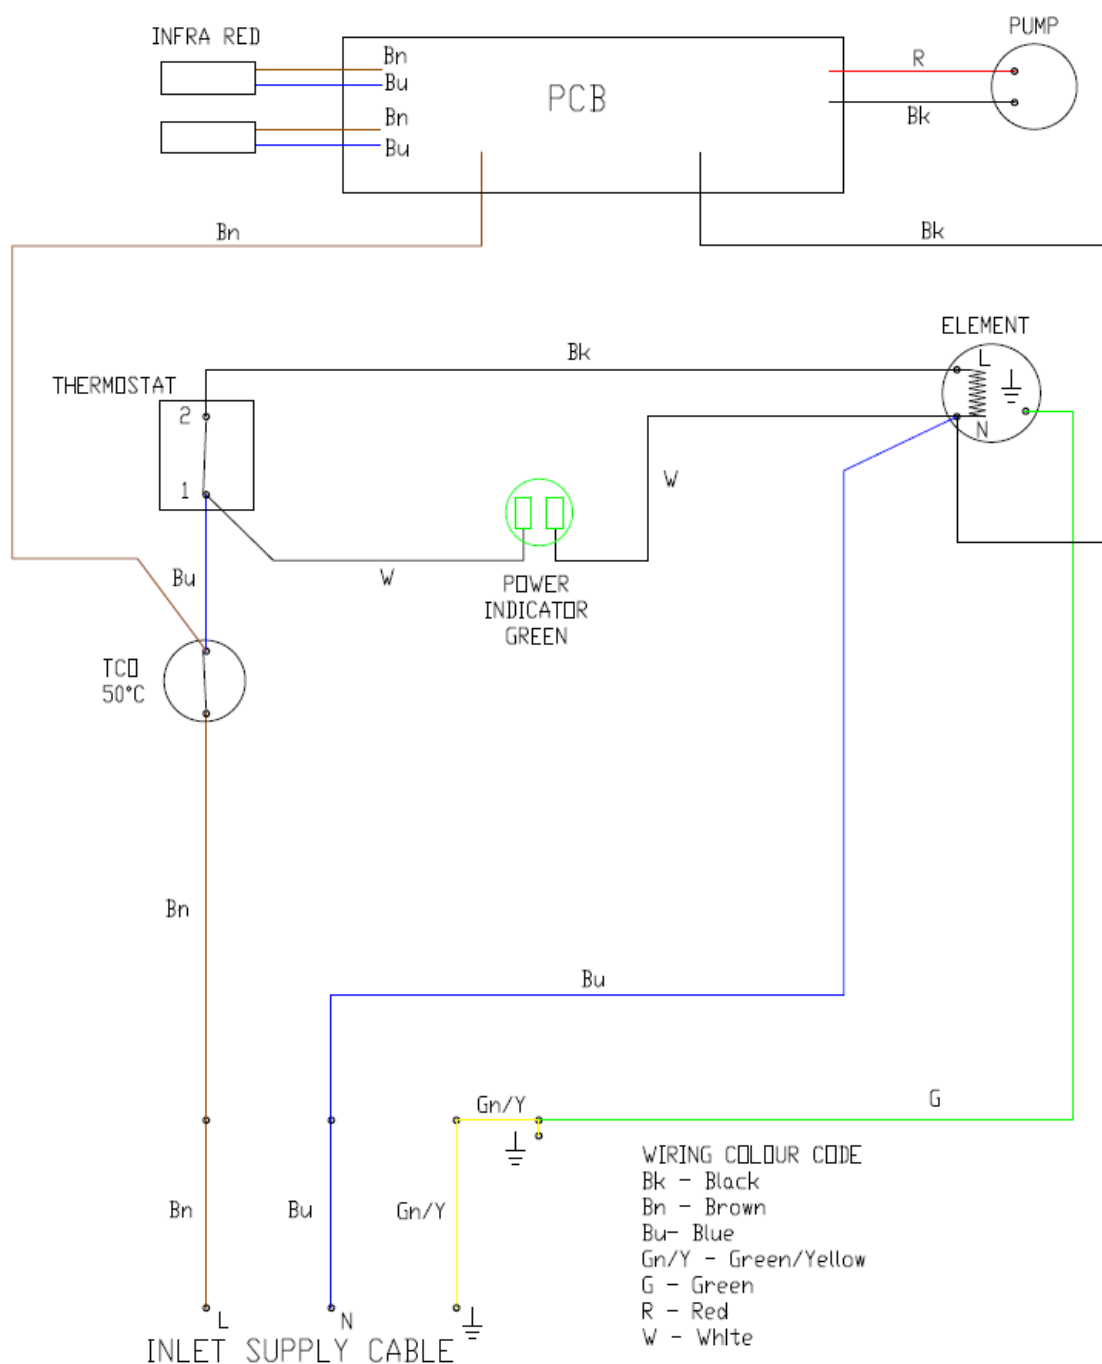 INFRA RED
PUMP
Bn
Bu
R
PCB
Bn
Bu
Bk
Bn
Bk
ELEMENT
Bk
L
THERMOSTAT
2
N
1
W
Bu
W
POWER
INDICATOR
GREEN
TCO
50°C
Bn
Bu
Gn/Y
G
WIRING COLOUR CODE
Bk - Black
Bn - Brown
Bu- Blue
Gn/Y - Green/Yellow
G - Green
R - Red
W - White
Bn
Bu
Gn/Y
L
N
INLET SUPPLY CABLE